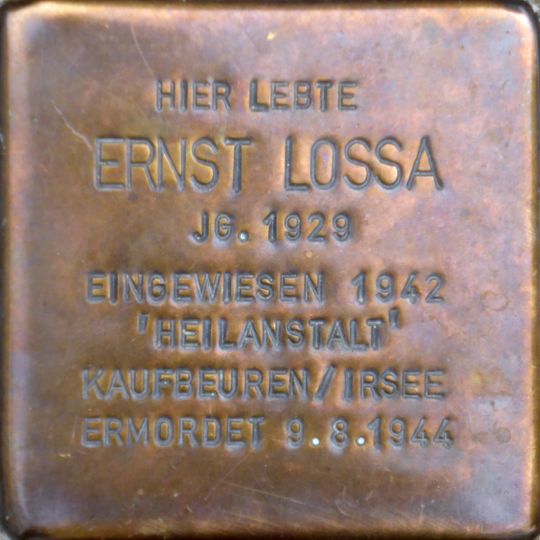 HIER LEBTE
ERNST LOSSA
JG. 1929
EINGEWIESEN 1942
'HEILANSTALT'
KAUFBEUREN/IRSEE
ERMORDET 9.8.1944